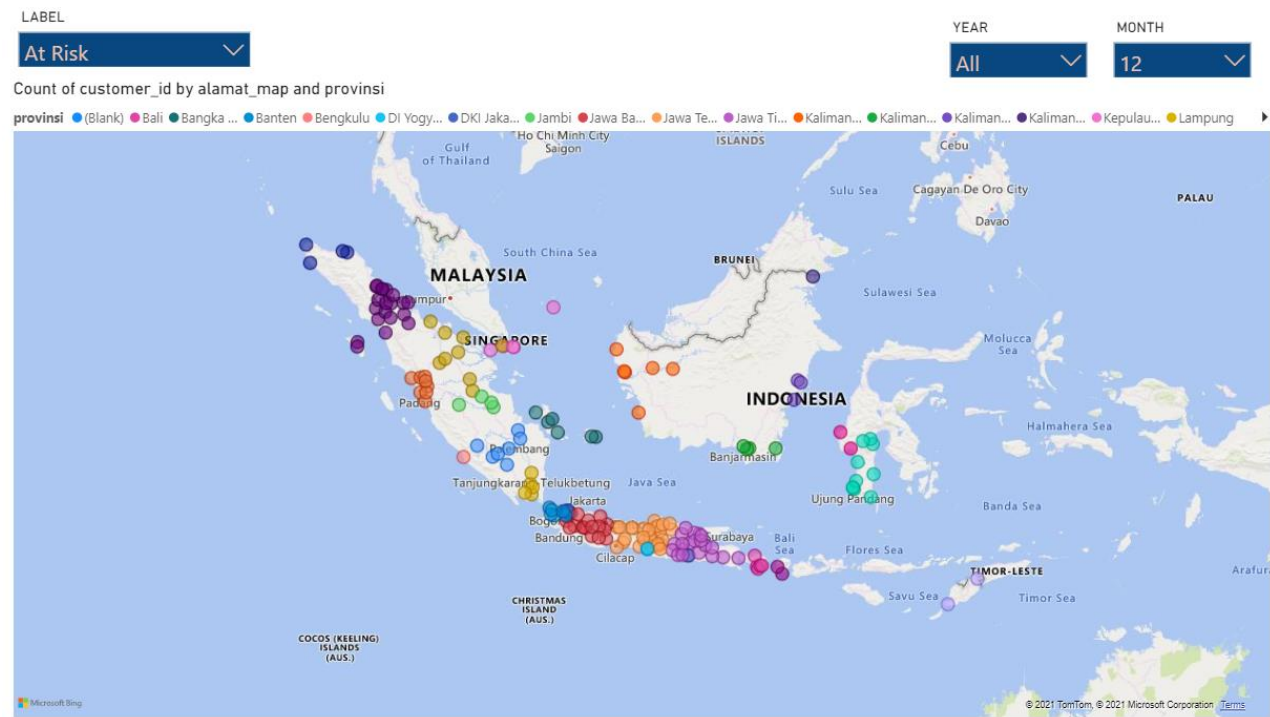 LABEL
At Risk
YEAR
All
MONTH
12
Count of customer_id by alamat_map and provinsi
provinsi (Blank) Bali Bangka ... Banten Bengkulu DI Yogy... DKI Jaka... Jambi Jawa Ba... Jawa Te... Jawa Ti... Kaliman... Kaliman... Kaliman... Kaliman... Kepulau... Lampung
Ho Chi Minh City
Saigon
ISLANDS
Gulf
of Thailand
Cebu
Sulu Sea
Cagayan De Oro City
PALAU
Davao
South China Sea
BRUNEI
MALAYSIA
Sulawesi Sea
SINGAPORE
Molucca
Sea
INDONESIA
Padang
Halmahera Sea
Banjarmasin
Tanjungkarang Telukbetung
Java Sea
Ujung Pandang
Jakarta
Banda Sea
Bandung
Surabaya
Bali
Sea
Flores Sea
Cilacap
TIMOR-LESTE
Arafur
Savu Sea
Timor Sea
CHRISTMAS
ISLAND
(AUS.)
COCOS (KEELING)
ISLANDS
(AUS.)
Microsoft Bing
© 2021 TomTom, © 2021 Microsoft Corporation Terms